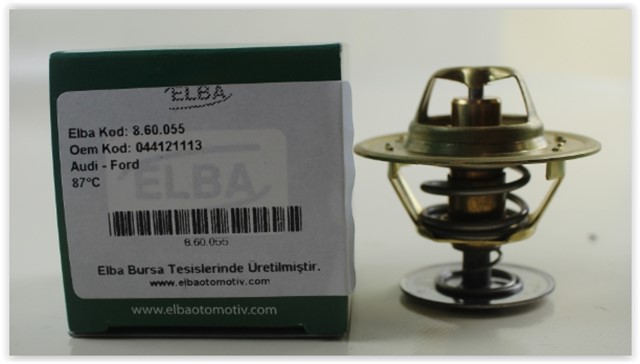 ELBA
Elba Kod: 8.60.055
Oem Kod: 044121113
Audi - Ford
87°C
ELBA
8.60.055
Elba Bursa Tesislerinde Üretilmiştir.
www.elbaotomotiv.com
www.elbaotomotiv.com